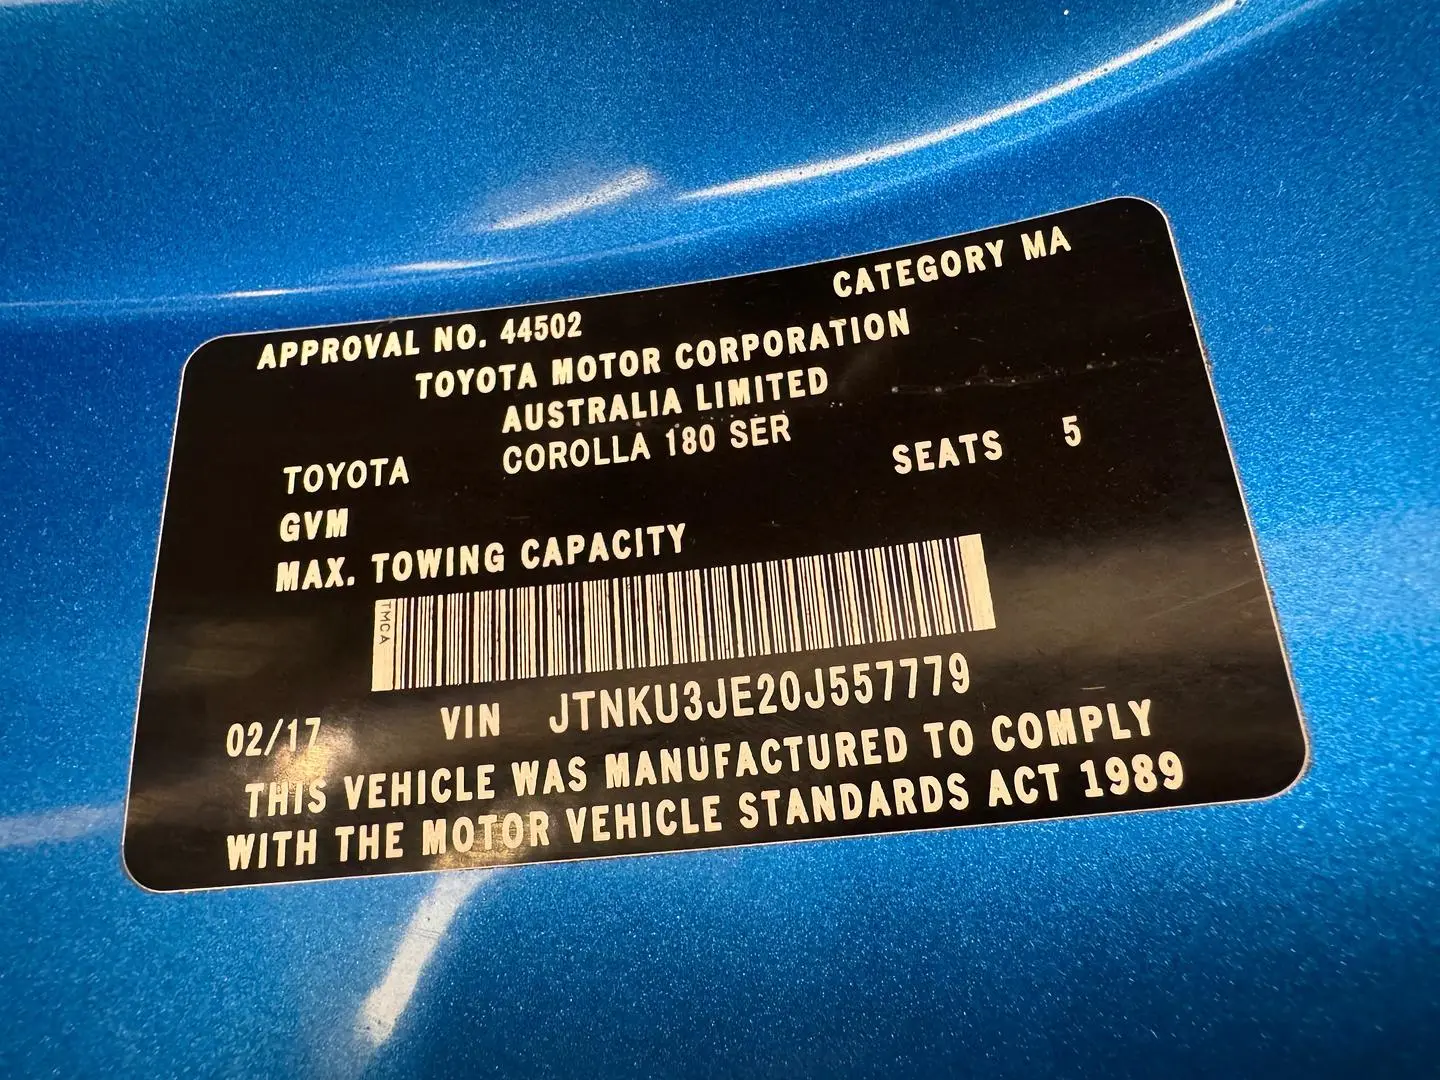 APPROVAL NO. 44502 CATEGORY MA
TOYOTA MOTOR CORPORATION
AUSTRALIA LIMITED
TOYOTA COROLLA 180 SER SEATS 5
GVM
MAX. TOWING CAPACITY
TMCA
02/17 VIN JTNKU3JE20J557779
THIS VEHICLE WAS MANUFACTURED TO COMPLY
WITH THE MOTOR VEHICLE STANDARDS ACT 1989